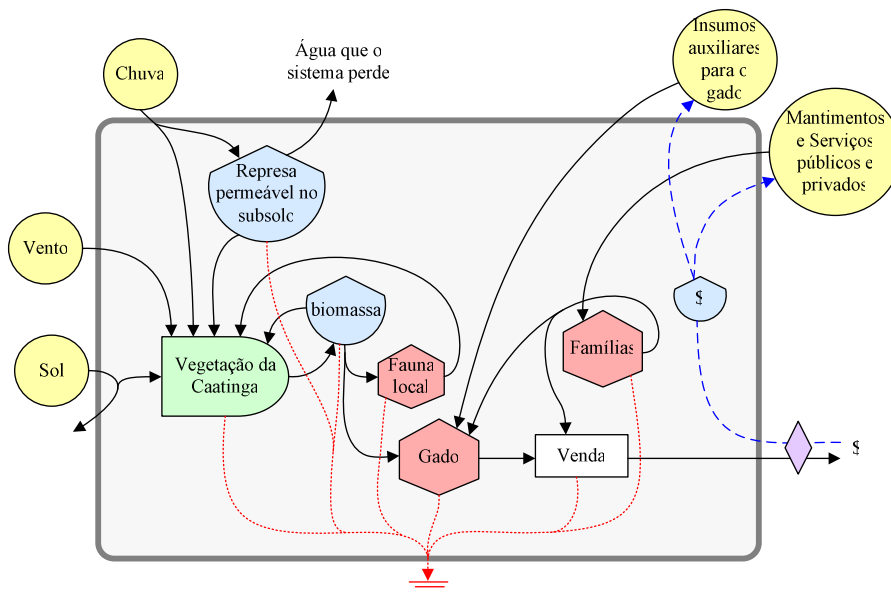 Chuva
Água que o
sistema perde
Insumos
auxiliares
para o
gado
Mantimentos
e Serviços
públicos e
privados
Represa
permeável no
subsolo
Vento
biomassa
$
Sol
Vegetação da
Caatinga
Fauna
local
Famílias
Gado
Venda
$